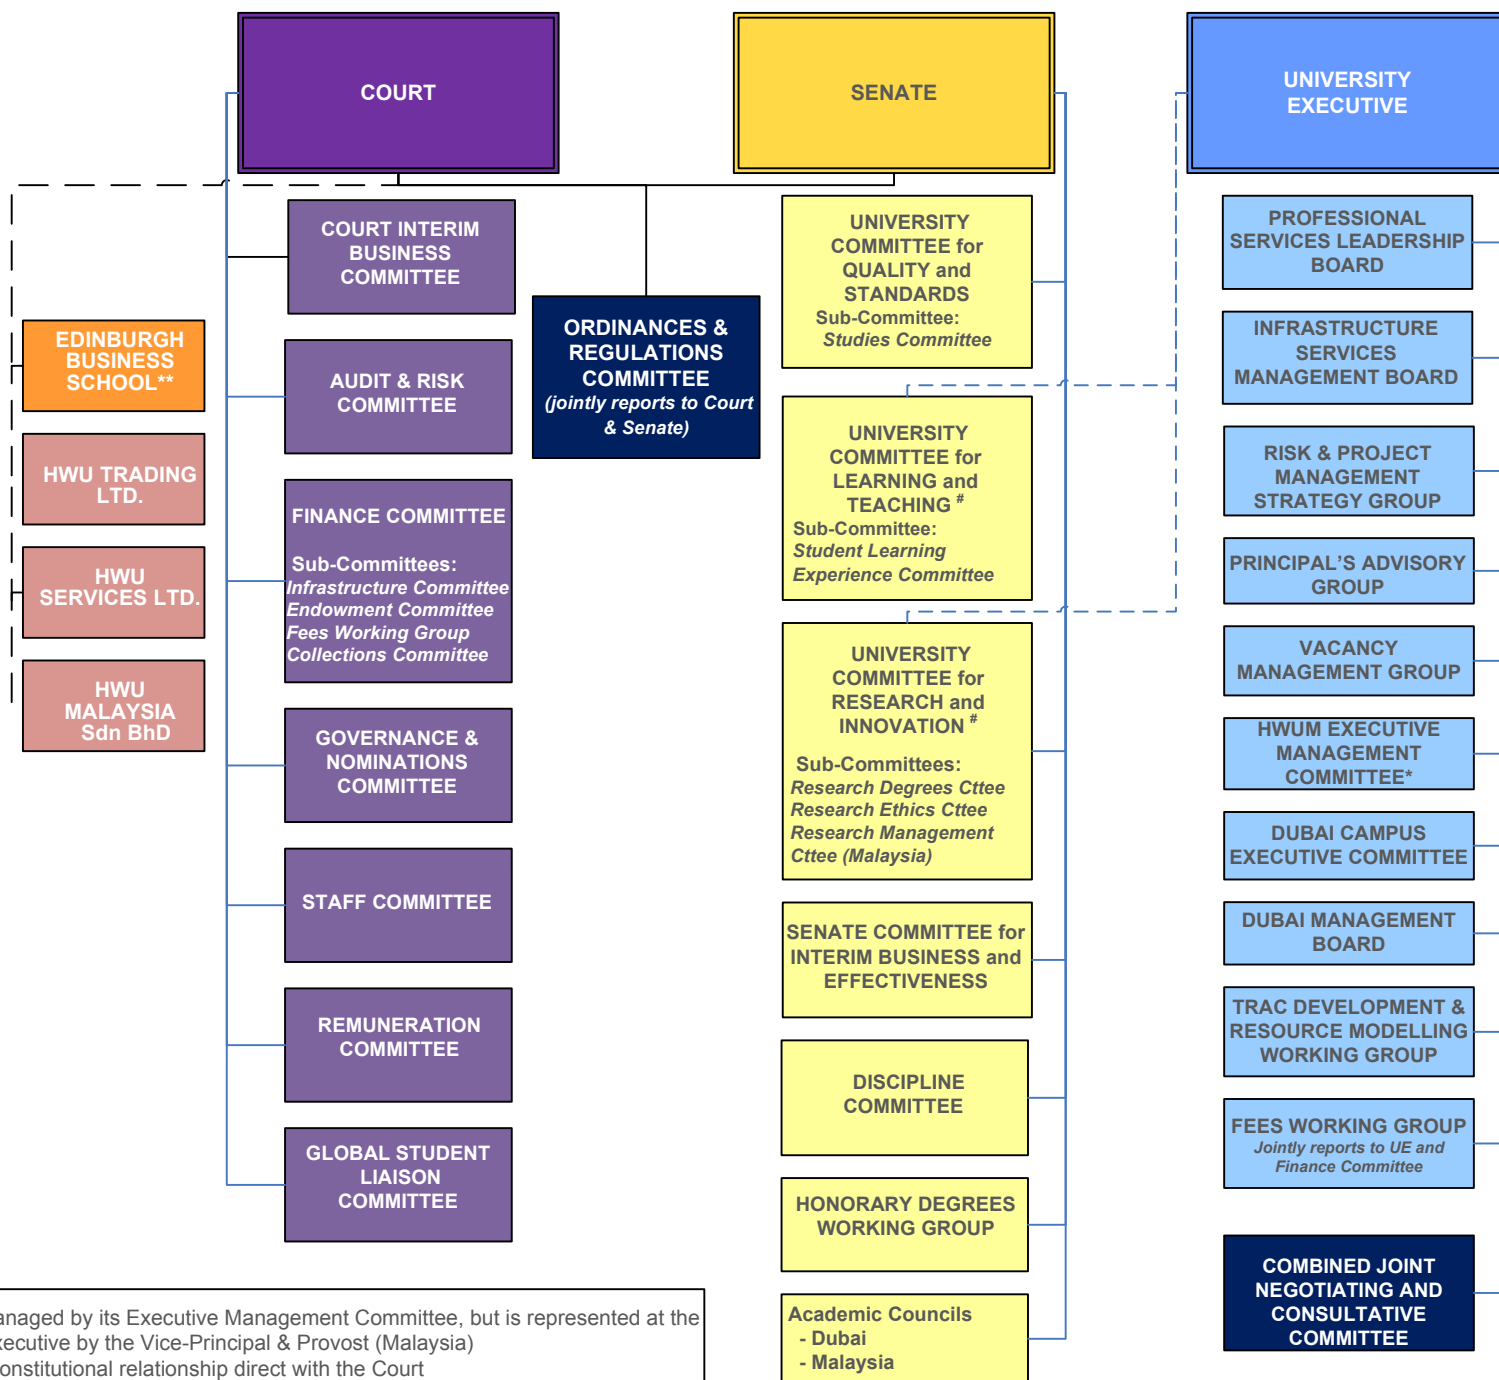 COURT
SENATE
UNIVERSITY
EXECUTIVE
EDINBURGH
BUSINESS
SCHOOL**
HWU TRADING
LTD.
HWU
SERVICES LTD.
HWU
MALAYSIA
Sdn BhD
COURT INTERIM
BUSINESS
COMMITTEE
AUDIT & RISK
COMMITTEE
FINANCE COMMITTEE
Sub-Committees:
Infrastructure Committee
Endowment Committee
Fees Working Group
Collections Committee
GOVERNANCE &
NOMINATIONS
COMMITTEE
STAFF COMMITTEE
REMUNERATION
COMMITTEE
GLOBAL STUDENT
LIAISON
COMMITTEE
ORDINANCES &
REGULATIONS
COMMITTEE
(jointly reports to Court
& Senate)
UNIVERSITY
COMMITTEE for
QUALITY and
STANDARDS
Sub-Committee:
Studies Committee
UNIVERSITY
COMMITTEE for
LEARNING and
TEACHING #
Sub-Committee:
Student Learning
Experience Committee
UNIVERSITY
COMMITTEE for
RESEARCH and
INNOVATION #
Sub-Committees:
Research Degrees Cttee
Research Ethics Cttee
Research Management
Cttee (Malaysia)
SENATE COMMITTEE for
INTERIM BUSINESS and
EFFECTIVENESS
DISCIPLINE
COMMITTEE
HONORARY DEGREES
WORKING GROUP
Academic Councils
- Dubai
- Malaysia
PROFESSIONAL
SERVICES LEADERSHIP
BOARD
INFRASTRUCTURE
SERVICES
MANAGEMENT BOARD
RISK & PROJECT
MANAGEMENT
STRATEGY GROUP
PRINCIPAL'S ADVISORY
GROUP
VACANCY
MANAGEMENT GROUP
HWUM EXECUTIVE
MANAGEMENT
COMMITTEE*
DUBAI CAMPUS
EXECUTIVE COMMITTEE
DUBAI MANAGEMENT
BOARD
TRAC DEVELOPMENT &
RESOURCE MODELLING
WORKING GROUP
FEES WORKING GROUP
Jointly reports to UE and
Finance Committee
COMBINED JOINT
NEGOTIATING AND
CONSULTATIVE
COMMITTEE
by its Executive Management Committee, but is represented at the
by the Vice-Principal & Provost (Malaysia)
relationship direct with the Court